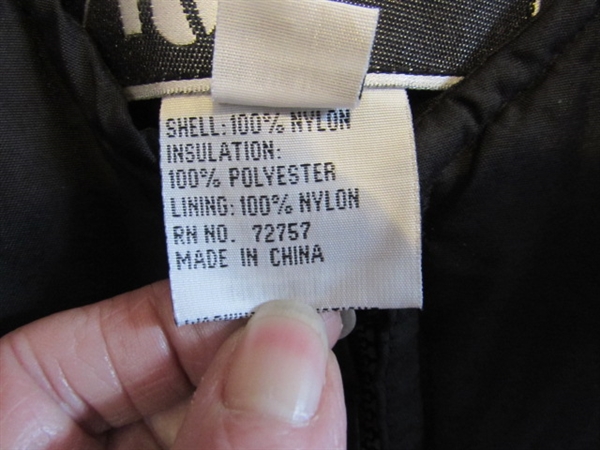 SHELL: 100% NYLON
INSULATION:
100% POLYESTER
LINING: 100% NYLON
RN NO. 72757
MADE IN CHINA